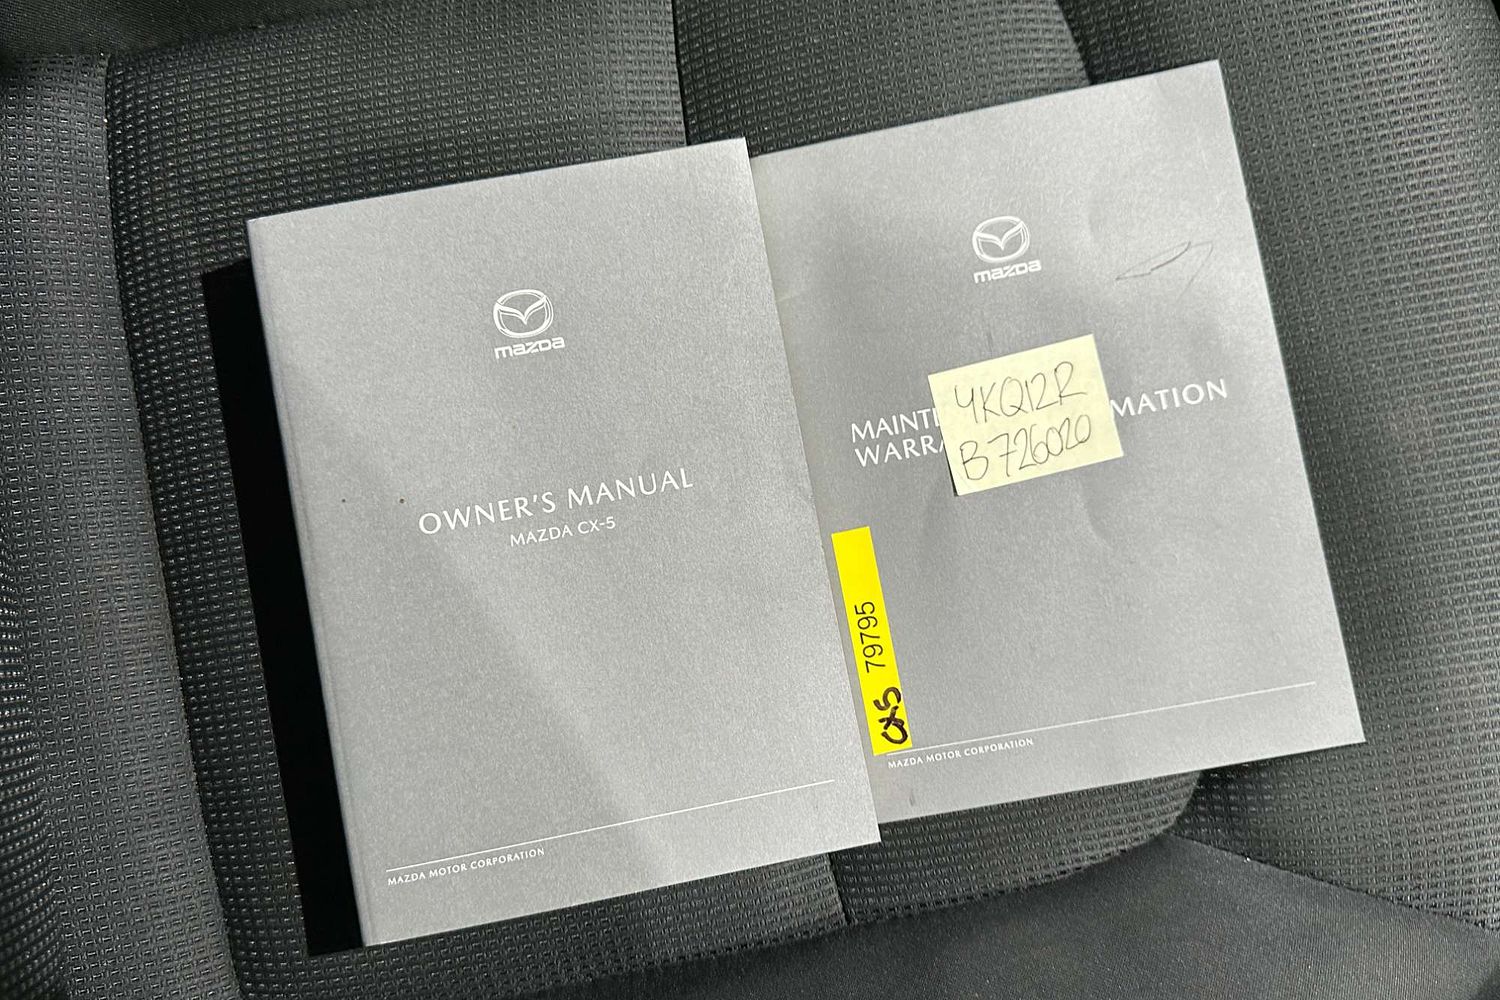 mazda
OWNER'S MANUAL
MAZDA CX-5
MAZDA MOTOR CORPORATION
mazda
MAINTE
MATION
WARRA
4KQ12R
B726020
CX5 79795
MAZDA MOTOR CORPORATION